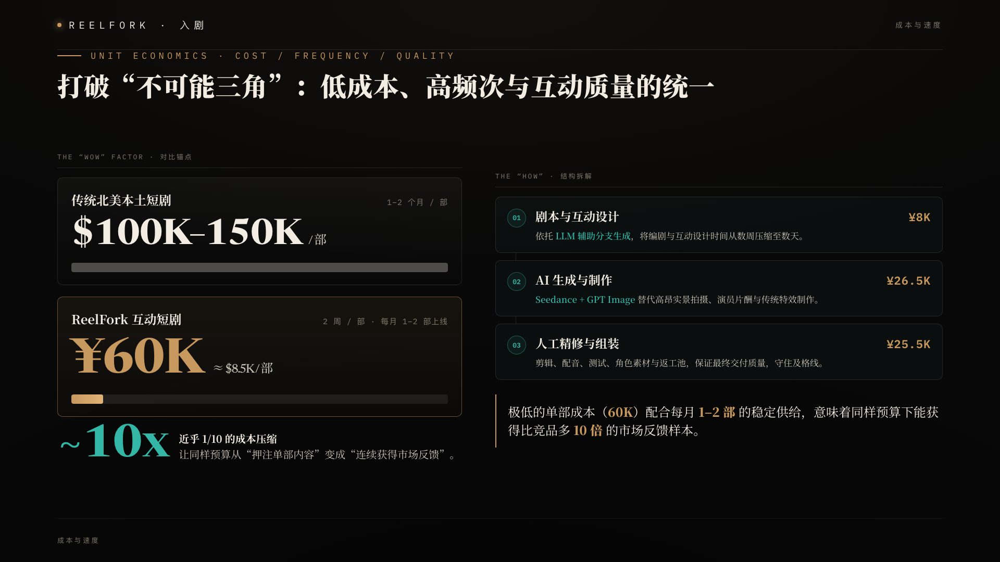 REELFORK · 入剧
成本与速度
UNIT ECONOMICS · COST / FREQUENCY / QUALITY
打破“不可能三角”：低成本、高频次与互动质量的统一
THE “WOW” FACTOR · 对比锚点
传统北美本土短剧
1–2 个月 / 部
$100K–150K /部
ReelFork 互动短剧
2 周 / 部 · 每月 1–2 部上线
¥60K ≈ $8.5K/部
~10x
近乎 1/10 的成本压缩
让同样预算从“押注单部内容”变成“连续获得市场反馈”。
THE “HOW” · 结构拆解
01
剧本与互动设计
¥8K
依托 LLM 辅助分支生成，将编剧与互动设计时间从数周压缩至数天。
02
AI 生成与制作
¥26.5K
Seedance + GPT Image 替代高昂实景拍摄、演员片酬与传统特效制作。
03
人工精修与组装
¥25.5K
剪辑、配音、测试、角色素材与返工池，保证最终交付质量，守住及格线。
极低的单部成本（60K）配合每月 1–2 部 的稳定供给，意味着同样预算下能获
得比竞品多 10 倍 的市场反馈样本。
成本与速度